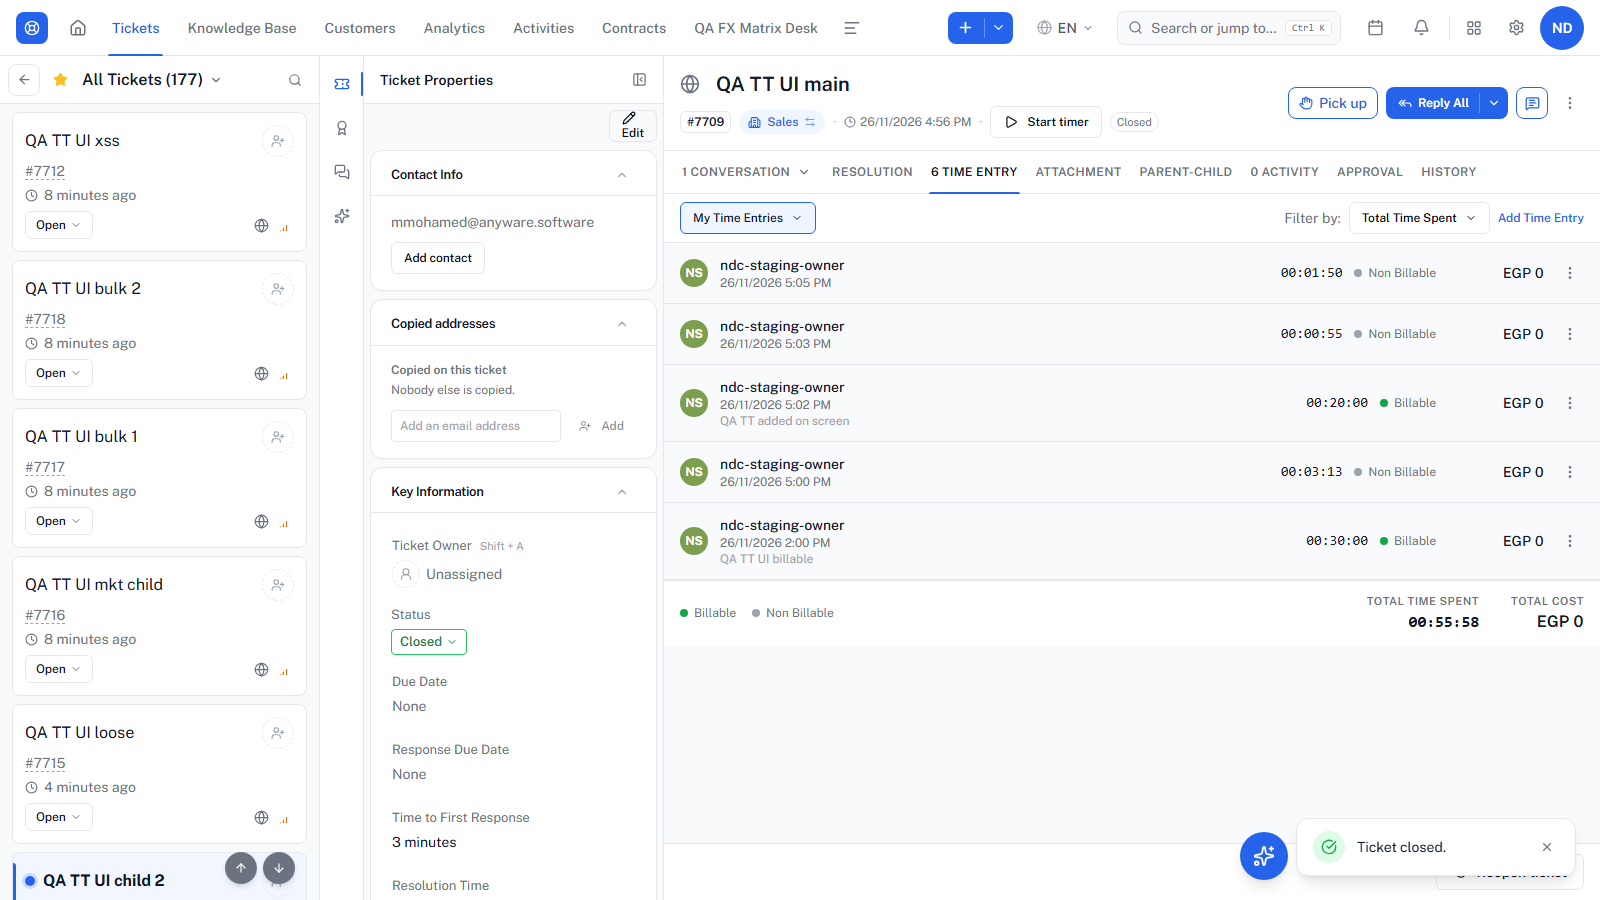 Tickets
Knowledge Base
Customers
Analytics
Activities
Contracts
QA FX Matrix Desk
EN
Search or jump to...
Ctrl K
ND
All Tickets (177)
QA TT UI xss
#7712
8 minutes ago
Open
QA TT UI bulk 2
#7718
8 minutes ago
Open
QA TT UI bulk 1
#7717
8 minutes ago
Open
QA TT UI mkt child
#7716
8 minutes ago
Open
QA TT UI loose
#7715
4 minutes ago
Open
QA TT UI child 2
Ticket Properties
Edit
Contact Info
mmohamed@anyware.software
Add contact
Copied addresses
Copied on this ticket
Nobody else is copied.
Add an email address
Add
Key Information
Ticket Owner Shift + A
Unassigned
Status
Closed
Due Date
None
Response Due Date
None
Time to First Response
3 minutes
Resolution Time
QA TT UI main
#7709 Sales · 26/11/2026 4:56 PM · Start timer Closed
Pick up
Reply All
1 CONVERSATION
RESOLUTION
6 TIME ENTRY
ATTACHMENT
PARENT-CHILD
0 ACTIVITY
APPROVAL
HISTORY
My Time Entries
Filter by: Total Time Spent
Add Time Entry
NS
ndc-staging-owner
26/11/2026 5:05 PM
00:01:50 Non Billable EGP 0
NS
ndc-staging-owner
26/11/2026 5:03 PM
00:00:55 Non Billable EGP 0
NS
ndc-staging-owner
26/11/2026 5:02 PM
QA TT added on screen
00:20:00 Billable EGP 0
NS
ndc-staging-owner
26/11/2026 5:00 PM
00:03:13 Non Billable EGP 0
NS
ndc-staging-owner
26/11/2026 2:00 PM
QA TT UI billable
00:30:00 Billable EGP 0
Billable Non Billable
TOTAL TIME SPENT
00:55:58
TOTAL COST
EGP 0
Ticket closed.